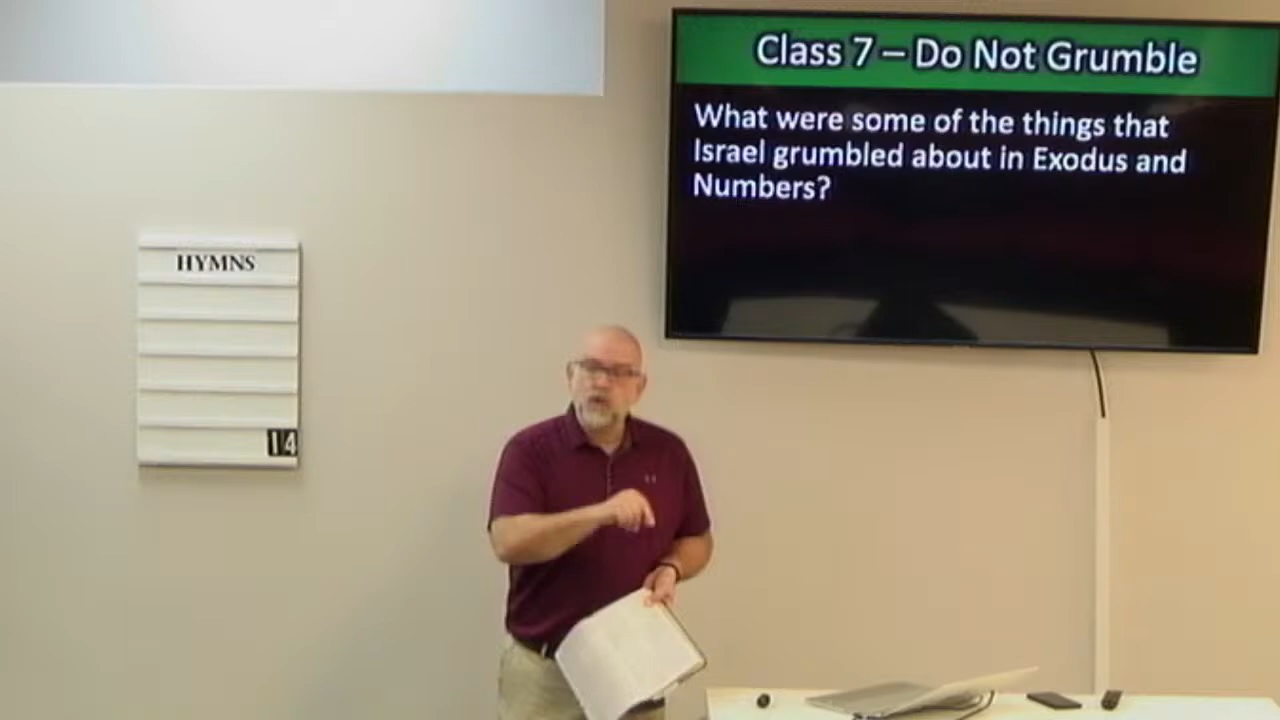 Class 7 – Do Not Grumble
What were some of the things that
Israel grumbled about in Exodus and
Numbers?
HYMNS
14